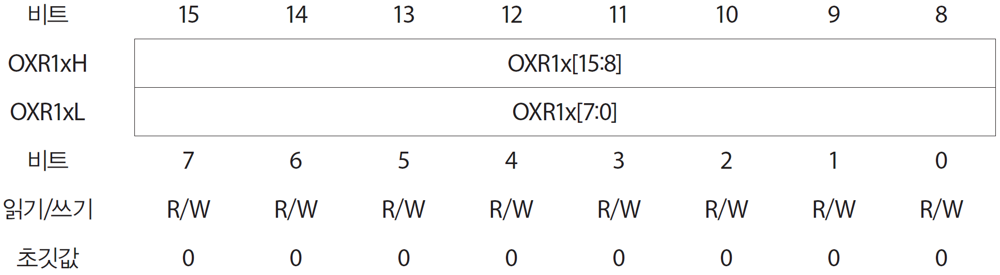 비트 15 14 13 12 11 10 9 8
OXR1xH OXR1x[15:8]
OXR1xL OXR1x[7:0]
비트 7 6 5 4 3 2 1 0
읽기/쓰기 R/W R/W R/W R/W R/W R/W R/W R/W
초깃값 0 0 0 0 0 0 0 0